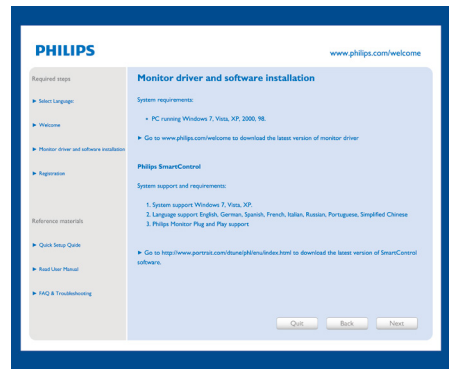 PHILIPS
www.philips.com/welcome
Required steps
► Select Language:
► Welcome
► Monitor driver and software installation
► Registration
Reference materials
► Quick Setup Guide
► Read User Manual
► FAQ & Troubleshooting
Monitor driver and software installation
System requirements:
• PC running Windows 7, Vista, XP, 2000, 98.
► Go to www.philips.com/welcome to download the latest version of monitor driver
Philips SmartControl
System support and requirements:
1. System support Windows 7, Vista, XP.
2. Language support English, German, Spanish, French, Italian, Russian, Portuguese, Simplified Chinese
3. Philips Monitor Plug and Play support
► Go to http://www.portrait.com/dtune/phl/enu/index.html to download the latest version of SmartControl
software.
Quit
Back
Next